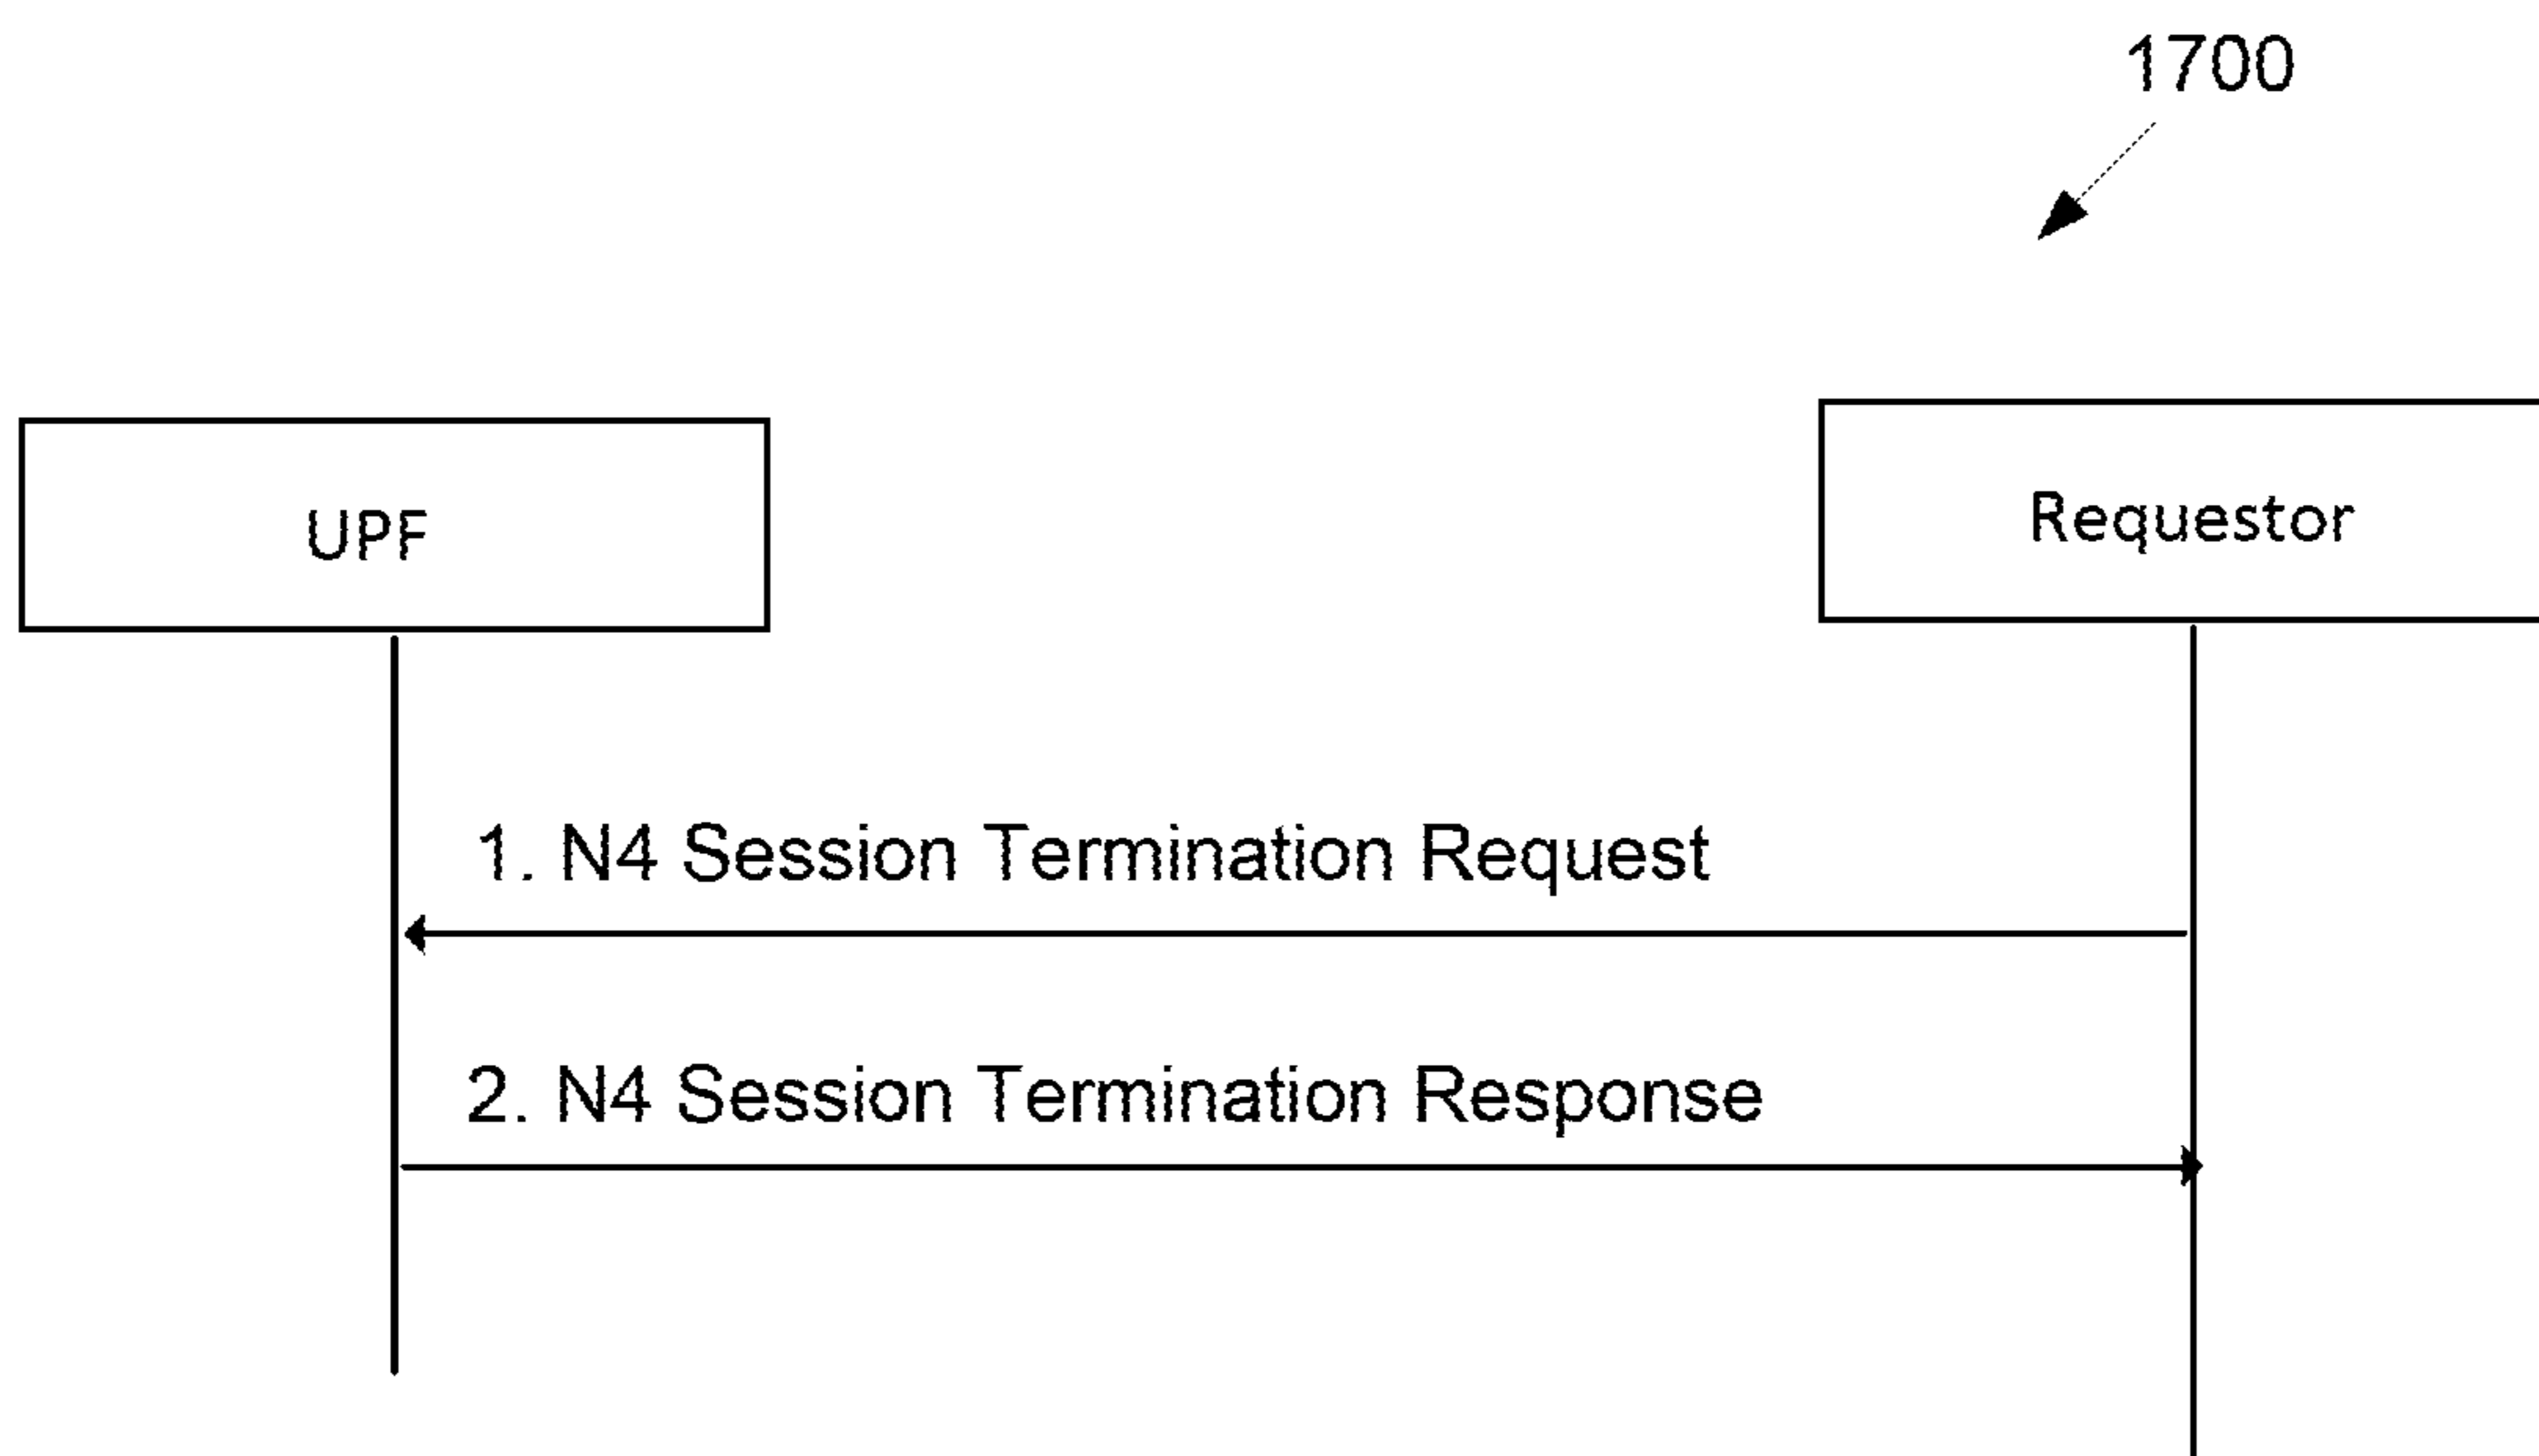 1700
UPF
Requestor
1. N4 Session Termination Request
2. N4 Session Termination Response